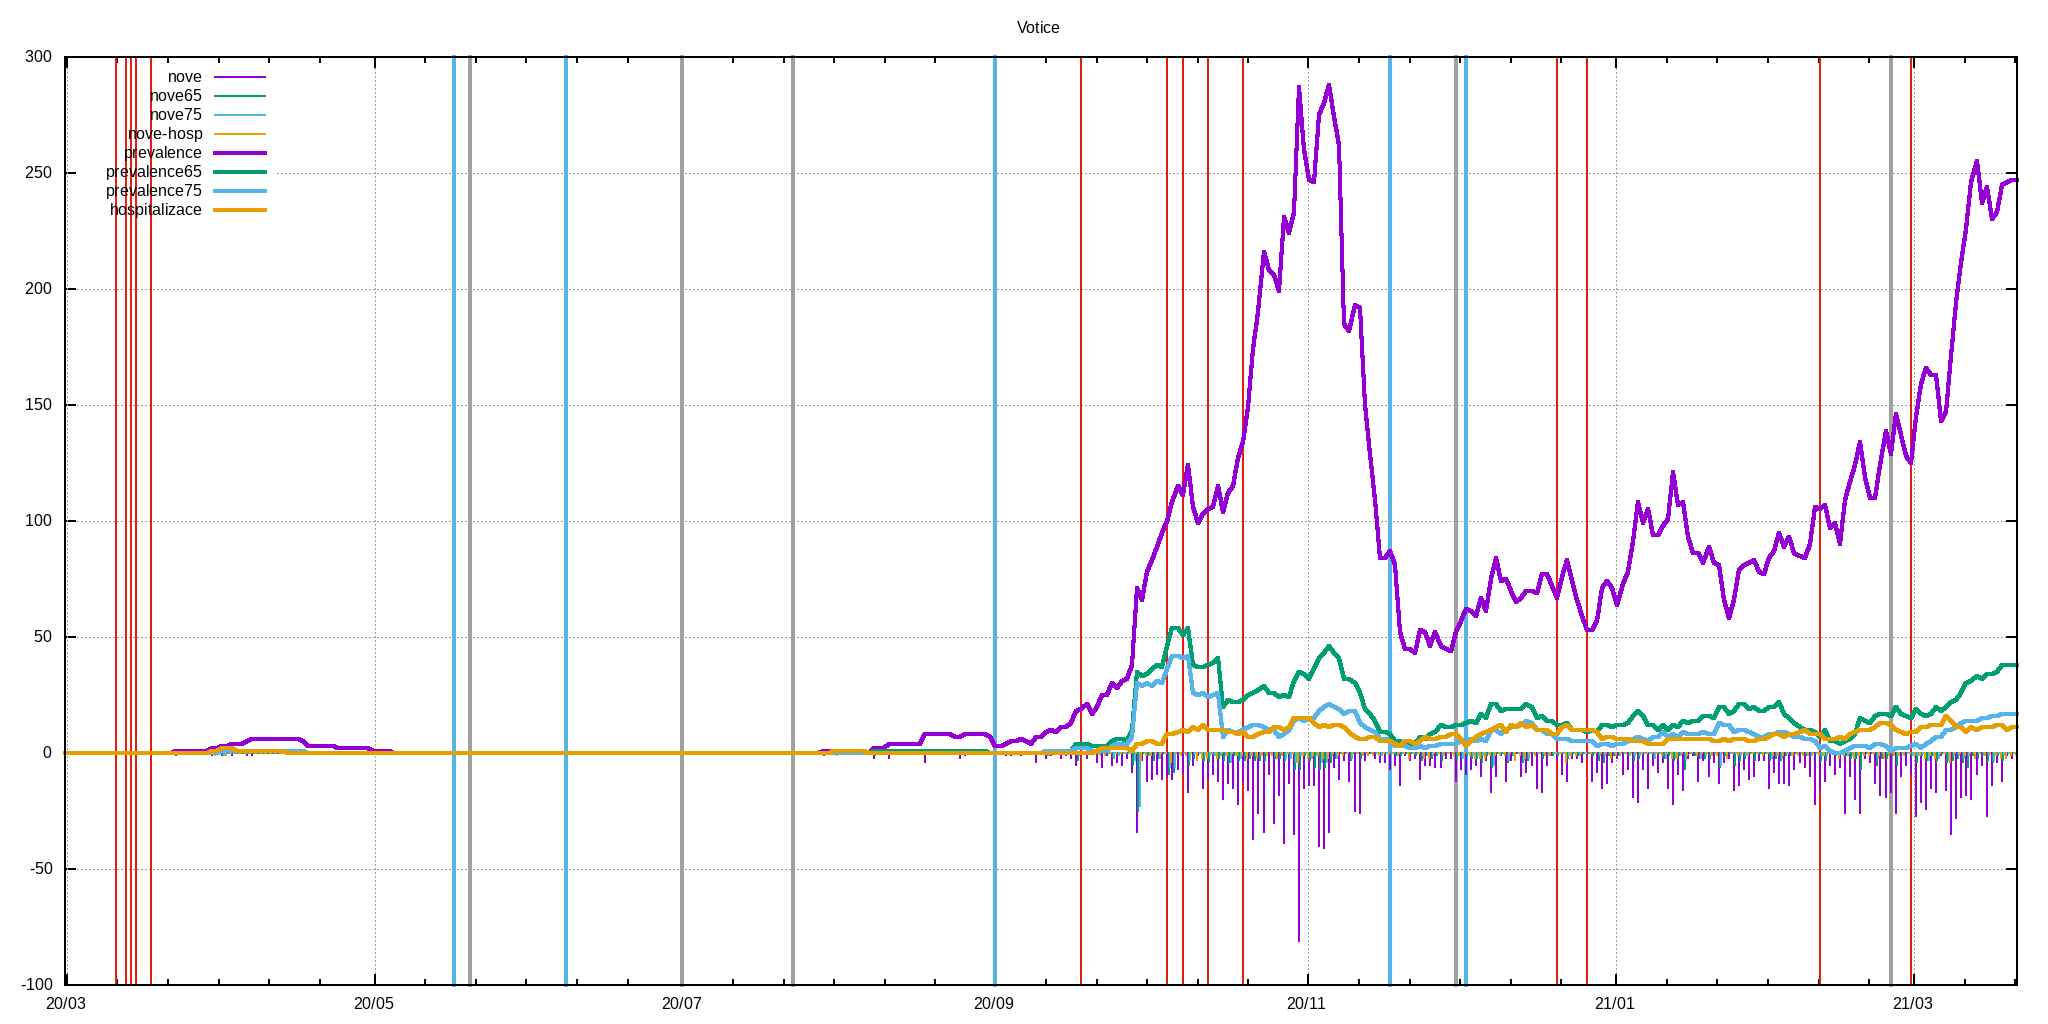 Votice
300
250
200
150
100
50
0
-50
-100
nove
nove65
nove75
nove-hosp
prevalence
prevalence65
prevalence75
hospitalizace
20/03 20/05 20/07 20/09 20/11 21/01 21/03